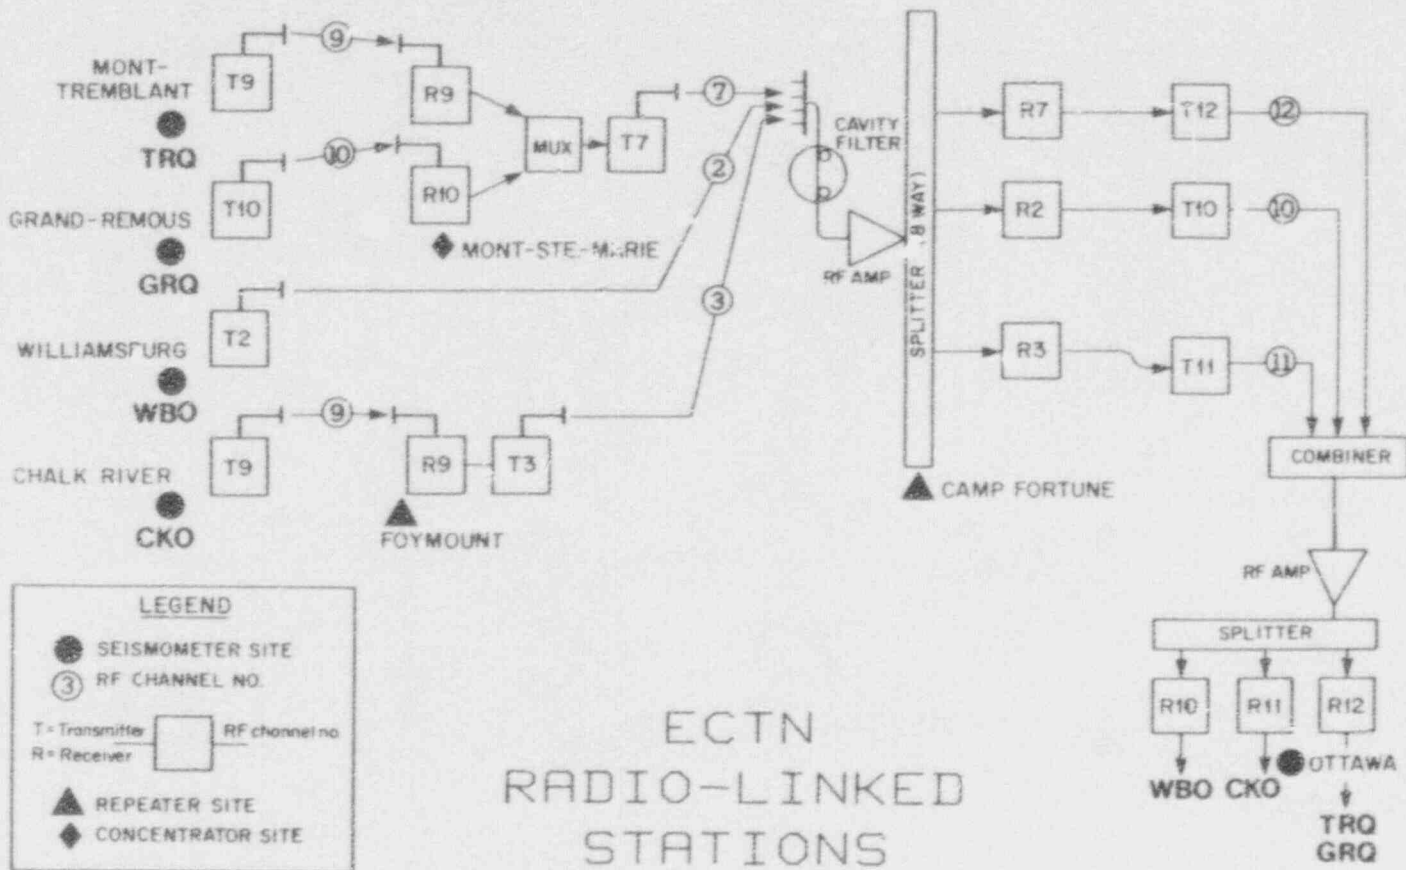 MONT-
TREMBLANT
TRQ
T9
9
R9
GRAND-REMOUS
GRQ
T10
10
R10
MUX
T7
7
MONT-STE-MARIE
WILLIAMSBURG
WBO
T2
2
CHALK RIVER
CKO
T9
9
R9
T3
3
FOYMOUNT
CAVITY
FILTER
RF AMP
SPLITTER (8 WAY)
CAMP FORTUNE
R7
T12
12
R2
T10
10
R3
T11
11
COMBINER
RF AMP
SPLITTER
R10
R11
R12
WBO
CKO
OTTAWA
TRQ
GRQ
LEGEND
SEISMOMETER SITE
3 RF CHANNEL NO.
T = Transmitter
R = Receiver
RF channel no
REPEATER SITE
CONCENTRATOR SITE
ECTN
RADIO-LINKED
STATIONS